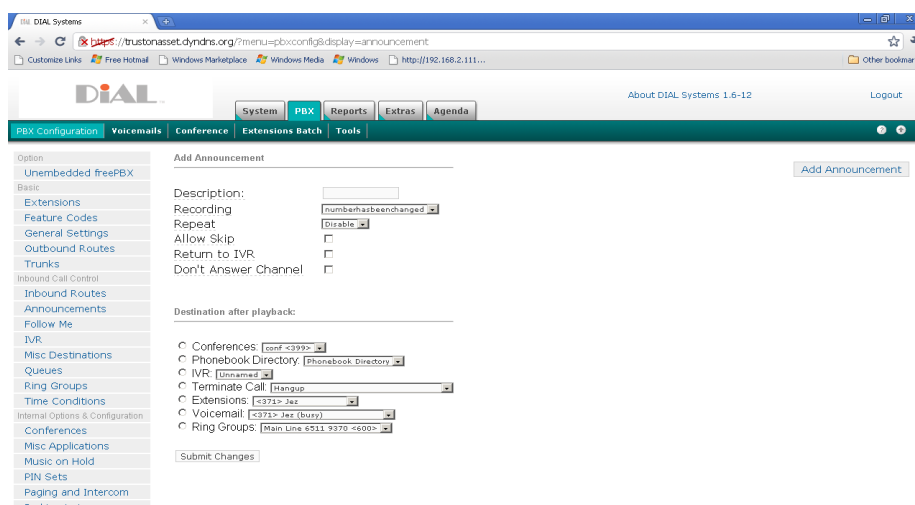 DIAL Systems
https://trustonasset.dyndns.org/?menu=pbxconfig&display=announcement
Customize Links Free Hotmail Windows Marketplace Windows Media Windows http://192.168.2.111... Other bookmar
DiAL
About DIAL Systems 1.6-12 Logout
System PBX Reports Extras Agenda
PBX Configuration Voicemails Conference Extensions Batch Tools
Option
Unembedded freePBX
Basic
Extensions
Feature Codes
General Settings
Outbound Routes
Trunks
Inbound Call Control
Inbound Routes
Announcements
Follow Me
IVR
Misc Destinations
Queues
Ring Groups
Time Conditions
Internal Options & Configuration
Conferences
Misc Applications
Music on Hold
PIN Sets
Paging and Intercom
Add Announcement
Add Announcement
Description:
Recording numberhasbeenchanged
Repeat Disable
Allow Skip
Return to IVR
Don't Answer Channel
Destination after playback:
Conferences: conf <399>
Phonebook Directory: Phonebook Directory
IVR: Unnamed
Terminate Call: Hangup
Extensions: <371> Jez
Voicemail: <371> Jez (busy)
Ring Groups: Main Line 6511 9370 <600>
Submit Changes